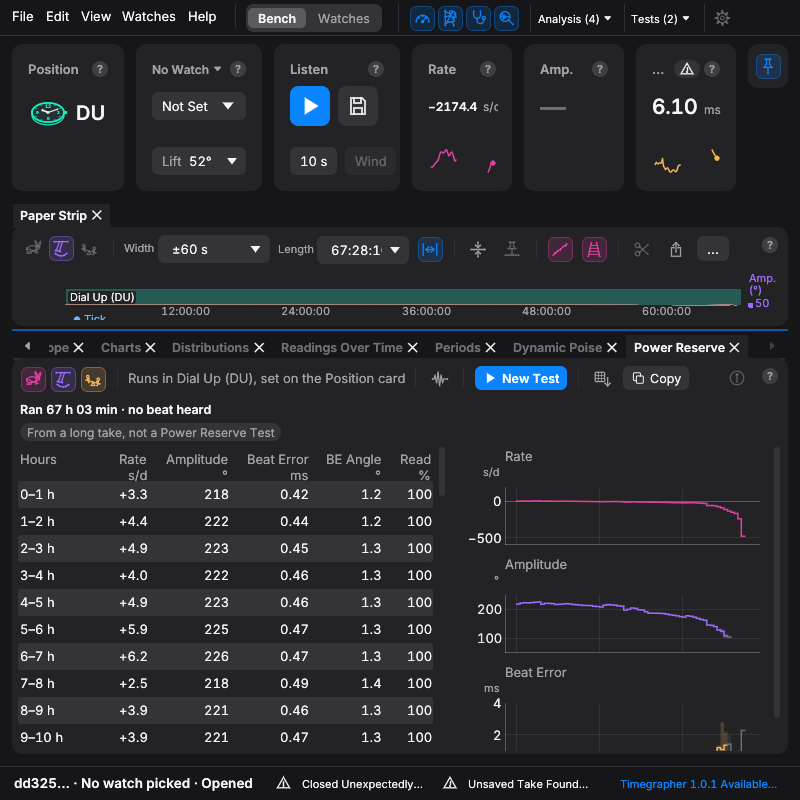 File Edit View Watches Help Bench Watches Analysis (4) Tests (2)
Position ? No Watch ? Listen ? Rate ? Amp. ? ... ?
DU Not Set −2174.4 s/d 6.10 ms
Lift 52° 10 s Wind
Paper Strip
Width ±60 s Length 67:28:1 ... ?
Dial Up (DU) Amp. (°)
50
Tick 12:00:00 24:00:00 36:00:00 48:00:00 60:00:00
ope Charts Distributions Readings Over Time Periods Dynamic Poise Power Reserve
Runs in Dial Up (DU), set on the Position card New Test Copy ?
Ran 67 h 03 min · no beat heard
From a long take, not a Power Reserve Test
Hours Rate s/d Amplitude ° Beat Error ms BE Angle ° Read %
0–1 h +3.3 218 0.42 1.2 100
1–2 h +4.4 222 0.44 1.2 100
2–3 h +4.9 223 0.45 1.3 100
3–4 h +4.0 222 0.46 1.3 100
4–5 h +4.9 223 0.46 1.3 100
5–6 h +5.9 225 0.47 1.3 100
6–7 h +6.2 226 0.47 1.3 100
7–8 h +2.5 218 0.49 1.4 100
8–9 h +3.9 221 0.46 1.3 100
9–10 h +3.9 221 0.47 1.3 100
Rate
s/d
0
−500
Amplitude
°
200
100
Beat Error
ms
4
2
dd325... · No watch picked · Opened Closed Unexpectedly... Unsaved Take Found... Timegrapher 1.0.1 Available...